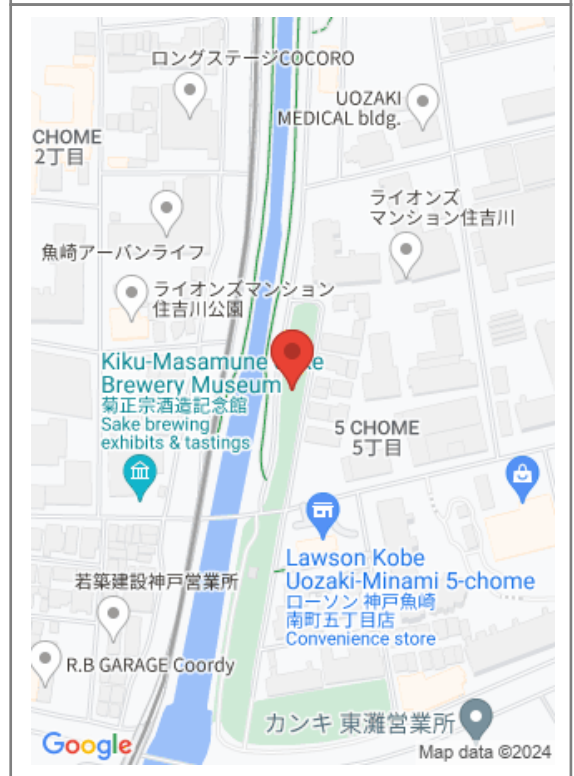 ロングステージCOCORO
UOZAKI
MEDICAL bldg.
CHOME
2丁目
ライオンズ
マンション住吉川
魚崎アーバンライフ
ライオンズマンション
住吉川公園
Kiku-Masamune ke
Brewery Museum
菊正宗酒造記念館
Sake brewing
exhibits & tastings
5 CHOME
5丁目
Lawson Kobe
Uozaki-Minami 5-chome
ローソン 神戸魚崎
南町五丁目店
Convenience store
若築建設神戸営業所
R.B GARAGE Coordy
カンキ 東灘営業所
Google
Map data ©2024